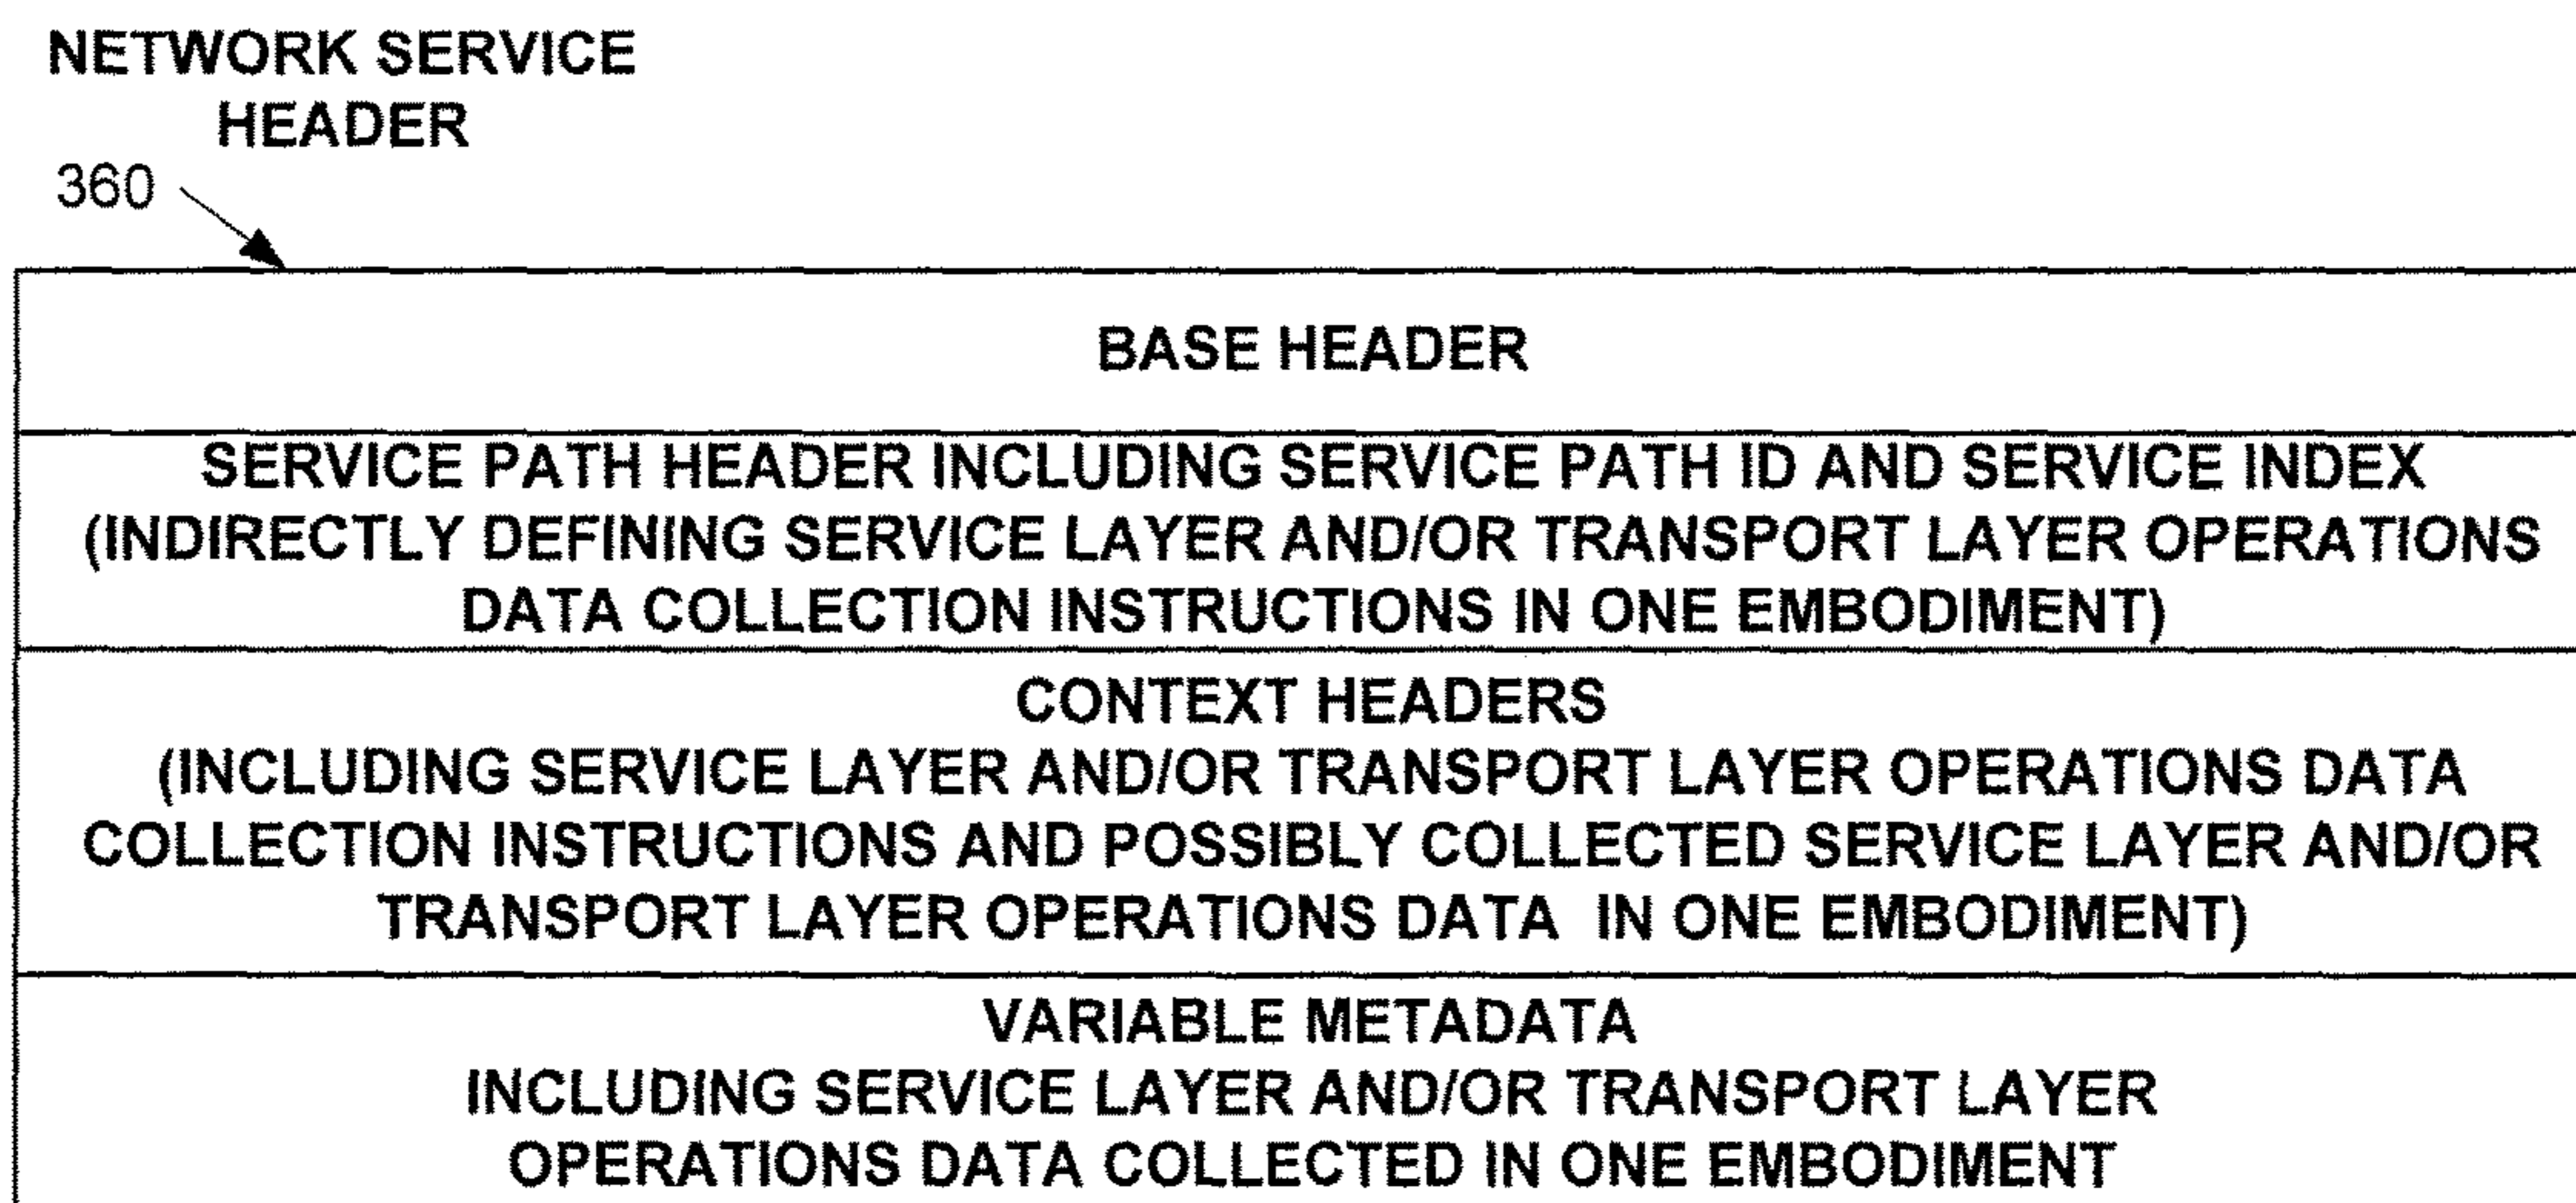 NETWORK SERVICE
HEADER
360
BASE HEADER
SERVICE PATH HEADER INCLUDING SERVICE PATH ID AND SERVICE INDEX
(INDIRECTLY DEFINING SERVICE LAYER AND/OR TRANSPORT LAYER OPERATIONS
DATA COLLECTION INSTRUCTIONS IN ONE EMBODIMENT)
CONTEXT HEADERS
(INCLUDING SERVICE LAYER AND/OR TRANSPORT LAYER OPERATIONS DATA
COLLECTION INSTRUCTIONS AND POSSIBLY COLLECTED SERVICE LAYER AND/OR
TRANSPORT LAYER OPERATIONS DATA IN ONE EMBODIMENT)
VARIABLE METADATA
INCLUDING SERVICE LAYER AND/OR TRANSPORT LAYER
OPERATIONS DATA COLLECTED IN ONE EMBODIMENT